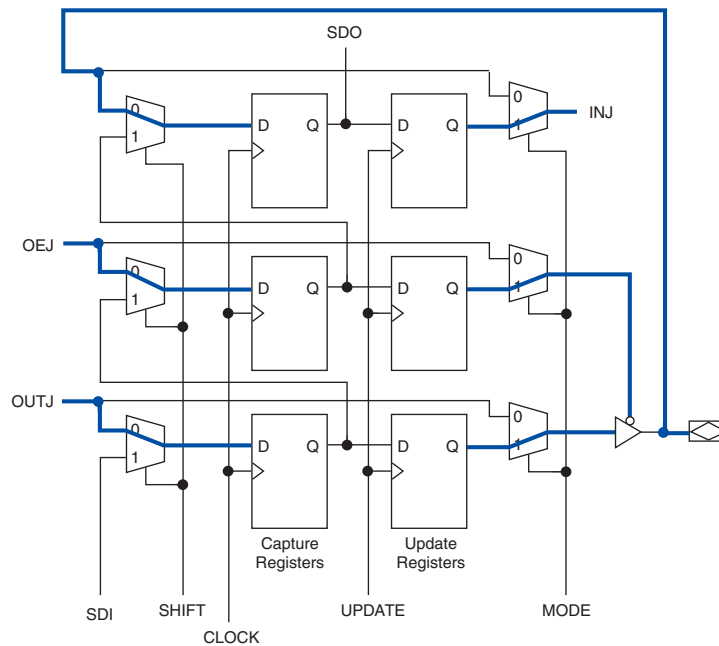 SDO
0
1
D Q
D Q
0
1
INJ
OEJ
0
1
D Q
D Q
0
1
OUTJ
0
1
D Q
D Q
0
1
Capture
Registers
Update
Registers
SDI
SHIFT
CLOCK
UPDATE
MODE